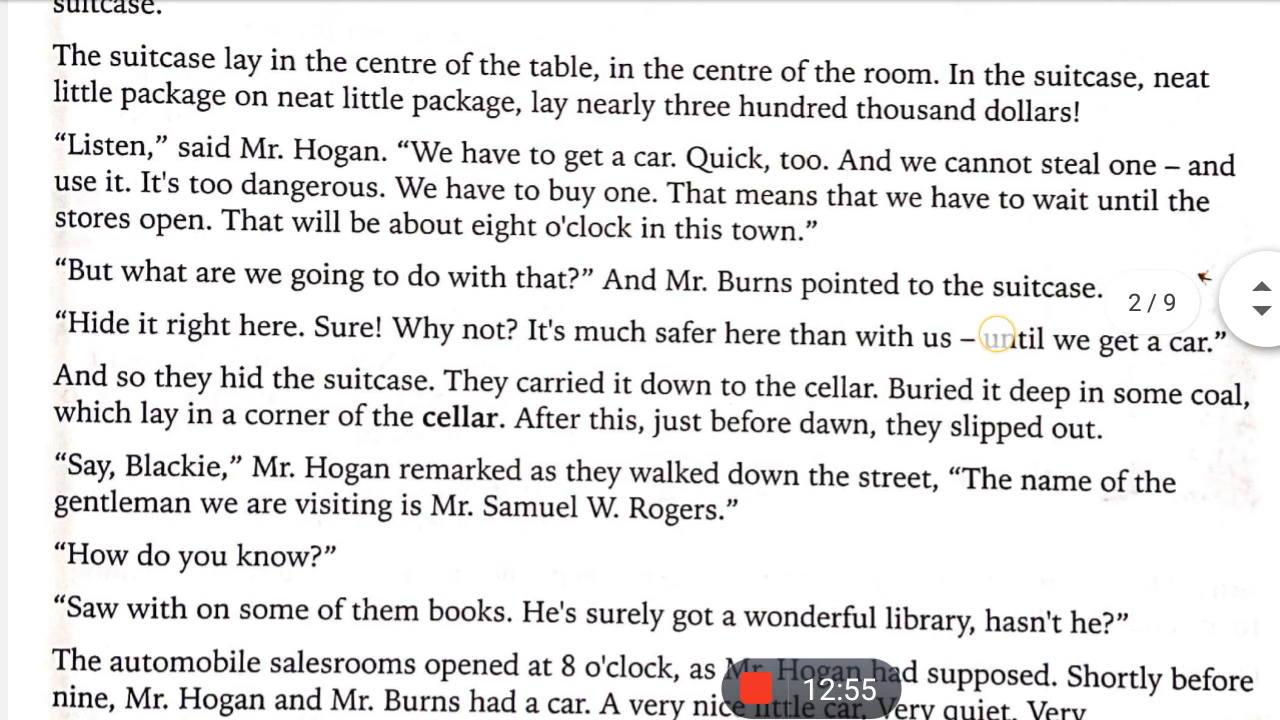 suitcase.
The suitcase lay in the centre of the table, in the centre of the room. In the suitcase, neat
little package on neat little package, lay nearly three hundred thousand dollars!
“Listen,” said Mr. Hogan. “We have to get a car. Quick, too. And we cannot steal one – and
use it. It's too dangerous. We have to buy one. That means that we have to wait until the
stores open. That will be about eight o'clock in this town.”
“But what are we going to do with that?” And Mr. Burns pointed to the suitcase.
2 / 9
“Hide it right here. Sure! Why not? It's much safer here than with us – until we get a car.”
And so they hid the suitcase. They carried it down to the cellar. Buried it deep in some coal,
which lay in a corner of the cellar. After this, just before dawn, they slipped out.
“Say, Blackie,” Mr. Hogan remarked as they walked down the street, “The name of the
gentleman we are visiting is Mr. Samuel W. Rogers.”
“How do you know?”
“Saw with on some of them books. He's surely got a wonderful library, hasn't he?”
The automobile salesrooms opened at 8 o'clock, as Mr. Hogan had supposed. Shortly before
nine, Mr. Hogan and Mr. Burns had a car. A very nice little car. Very quiet. Very
12:55